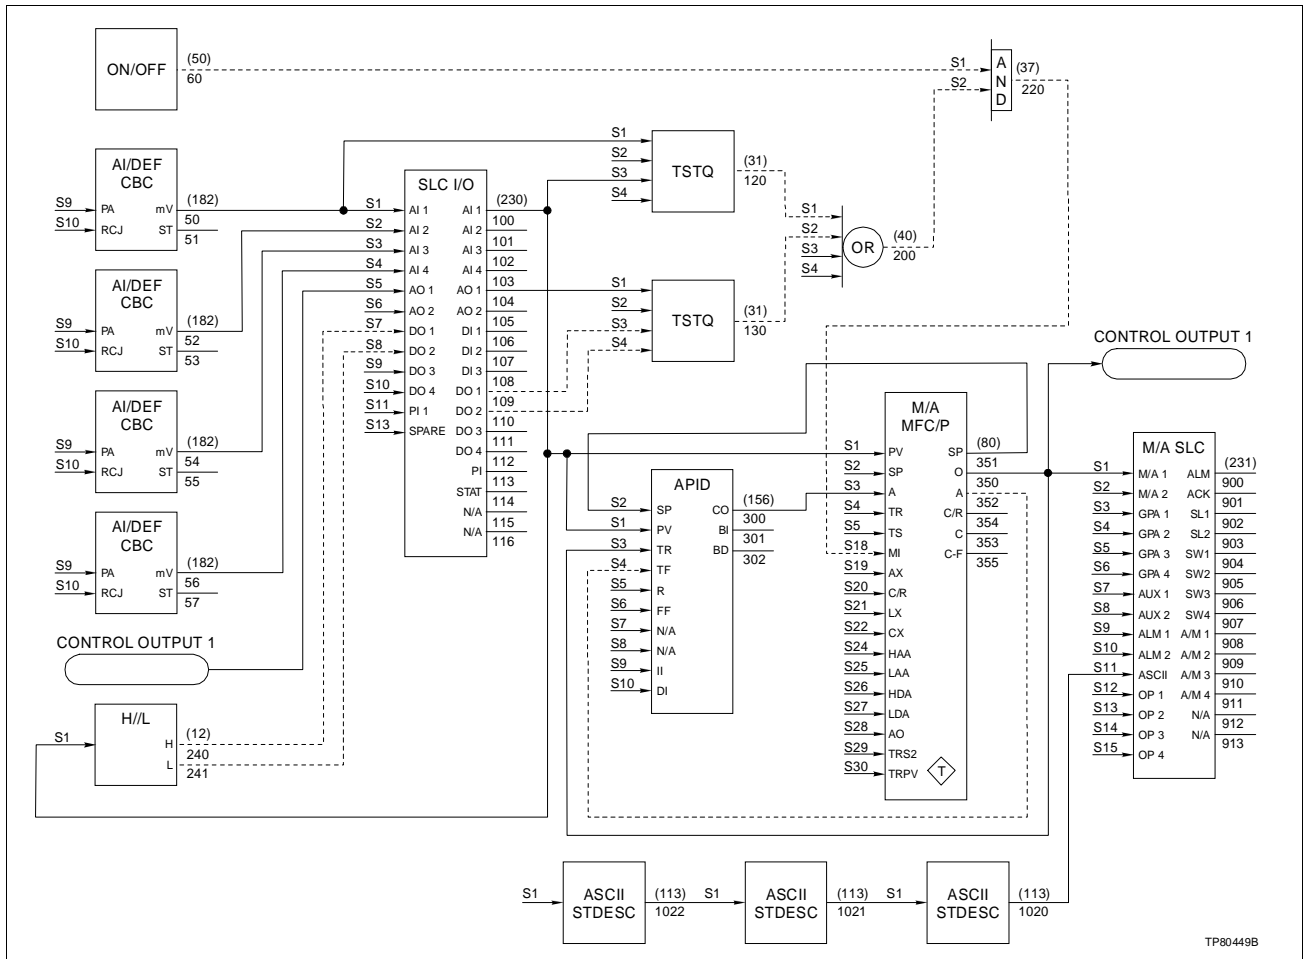 ON/OFF
(50)
60
S1
S2
AND
(37)
220
AI/DEF
CBC
S9 PA mV (182)
50
S10 RCJ ST
51
AI/DEF
CBC
S9 PA mV (182)
52
S10 RCJ ST
53
AI/DEF
CBC
S9 PA mV (182)
54
S10 RCJ ST
55
AI/DEF
CBC
S9 PA mV (182)
56
S10 RCJ ST
57
CONTROL OUTPUT 1
H//L
S1
H (12)
240
L
241
SLC I/O
S1 AI 1 AI 1 (230)
100
S2 AI 2 AI 2
101
S3 AI 3 AI 3
102
S4 AI 4 AI 4
103
S5 AO 1 AO 1
104
S6 AO 2 AO 2
105
S7 DO 1 DI 1
106
S8 DO 2 DI 2
107
S9 DO 3 DI 3
108
S10 DO 4 DO 1
109
S11 PI 1 DO 2
110
S13 SPARE DO 3
111
DO 4
112
PI
113
STAT
114
N/A
115
N/A
116
S1
S2
S3
S4
TSTQ
(31)
120
S1
S2
S3
S4
TSTQ
(31)
130
S1
S2
S3
S4
OR
(40)
200
APID
S2 SP CO (156)
300
S1 PV BI
301
S3 TR BD
302
S4 TF
S5 R
S6 FF
S7 N/A
S8 N/A
S9 II
S10 DI
M/A
MFC/P
S1 PV SP (80)
351
S2 SP O
350
S3 A A
352
S4 TR C/R
354
S5 TS C
353
S18 MI C-F
355
S19 AX
S20 C/R
S21 LX
S22 CX
S24 HAA
S25 LAA
S26 HDA
S27 LDA
S28 AO
S29 TRS2
S30 TRPV
T
CONTROL OUTPUT 1
M/A SLC
S1 M/A 1 ALM (231)
900
S2 M/A 2 ACK
901
S3 GPA 1 SL1
902
S4 GPA 2 SL2
903
S5 GPA 3 SW1
904
S6 GPA 4 SW2
905
S7 AUX 1 SW3
906
S8 AUX 2 SW4
907
S9 ALM 1 A/M 1
908
S10 ALM 2 A/M 2
909
S11 ASCII A/M 3
910
S12 OP 1 A/M 4
911
S13 OP 2 N/A
912
S14 OP 3 N/A
913
S15 OP 4
S1
ASCII
STDESC
(113)
1022
S1
ASCII
STDESC
(113)
1021
S1
ASCII
STDESC
(113)
1020
TP80449B